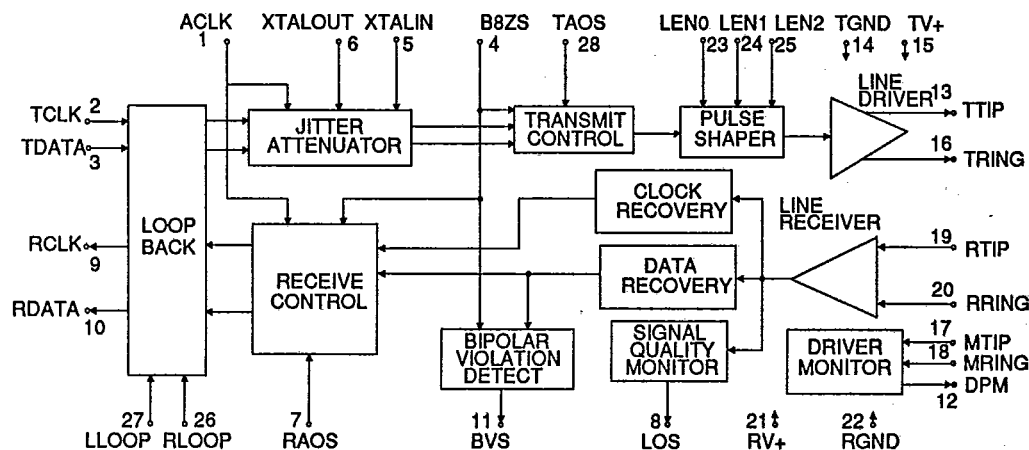 ACLK XTALOUT XTALIN B8ZS TAOS LEN0 LEN1 LEN2 TGND TV+
1 6 5 4 28 23 24 25 14 15
TCLK 2
TDATA 3
JITTER
ATTENUATOR
TRANSMIT
CONTROL
PULSE
SHAPER
LINE
DRIVER
13 TTIP
16 TRING
LOOP
BACK
CLOCK
RECOVERY
LINE
RECEIVER
RCLK 9
RECEIVE
CONTROL
DATA
RECOVERY
19 RTIP
20 RRING
RDATA 10
BIPOLAR
VIOLATION
DETECT
SIGNAL
QUALITY
MONITOR
DRIVER
MONITOR
17 MTIP
18 MRING
12 DPM
27 26 7 11 8 21 22
LLOOP RLOOP RAOS BVS LOS RV+ RGND